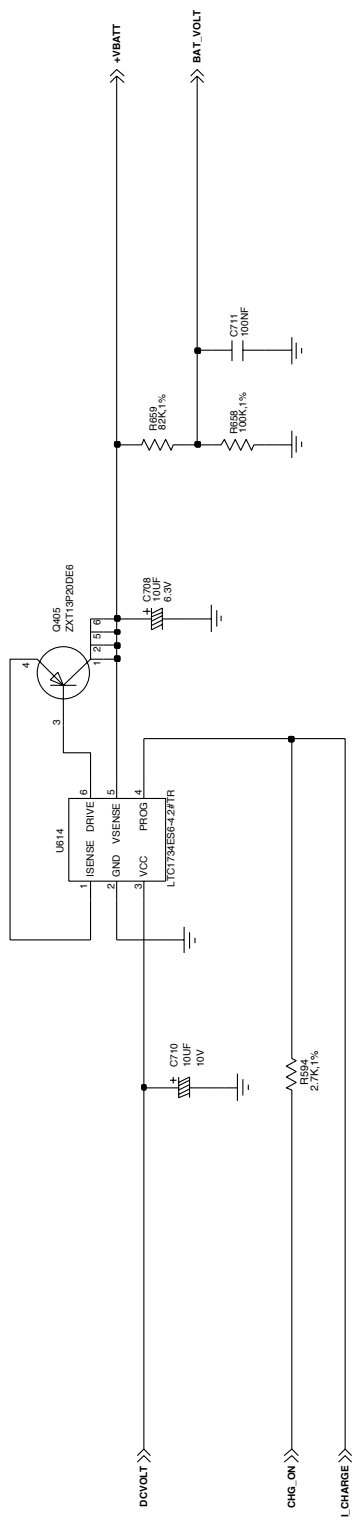 +VBATT
BAT_VOLT
C711
100NF
R659
82K,1%
R658
100K,1%
Q405
ZXT13P20DE6
4
3
1
2
5
6
C708
+
10UF
6.3V
U614
1
ISENSE
DRIVE
6
2
GND
VSENSE
5
3
VCC
PROG
4
LTC1734ES6-4.2#TR
C710
+
10UF
10V
R594
2.7K,1%
DCVOLT
CHG_ON
I_CHARGE